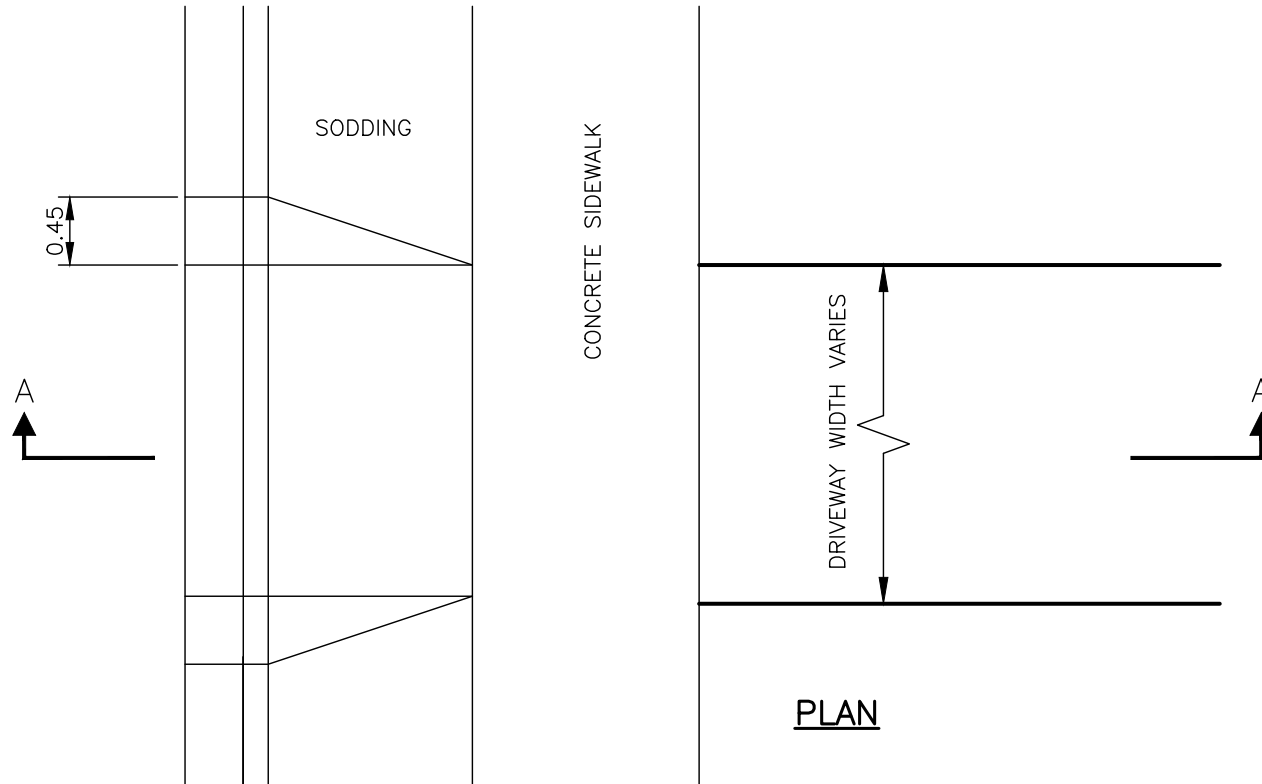 SODDING
CONCRETE SIDEWALK
0.45
DRIVEWAY WIDTH VARIES
A
A
PLAN